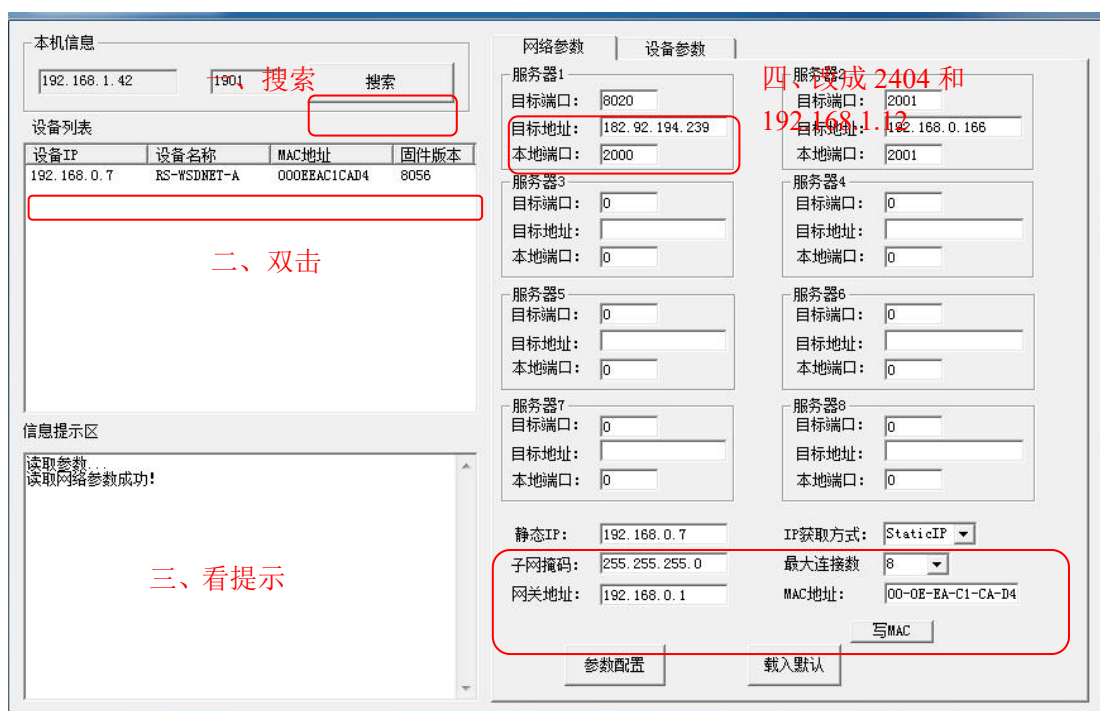 本机信息
192.168.1.42
1901
一、搜索
搜索
设备列表
设备IP 设备名称 MAC地址 固件版本
192.168.0.7 RS-WSDNET-A 000EEAC1CAD4 8056
二、双击
信息提示区
读取参数...
读取网络参数成功!
三、看提示
网络参数 设备参数
服务器1
目标端口: 8020
目标地址: 182.92.194.239
本地端口: 2000
服务器2
目标端口: 2001
目标地址: 192.168.0.166
本地端口: 2001
四、改成 2404 和
192.168.1.12
服务器3
目标端口: 0
目标地址:
本地端口: 0
服务器4
目标端口: 0
目标地址:
本地端口: 0
服务器5
目标端口: 0
目标地址:
本地端口: 0
服务器6
目标端口: 0
目标地址:
本地端口: 0
服务器7
目标端口: 0
目标地址:
本地端口: 0
服务器8
目标端口: 0
目标地址:
本地端口: 0
静态IP: 192.168.0.7 IP获取方式: StaticIP
子网掩码: 255.255.255.0 最大连接数 8
网关地址: 192.168.0.1 MAC地址: 00-0E-EA-C1-CA-D4
写MAC
参数配置 载入默认